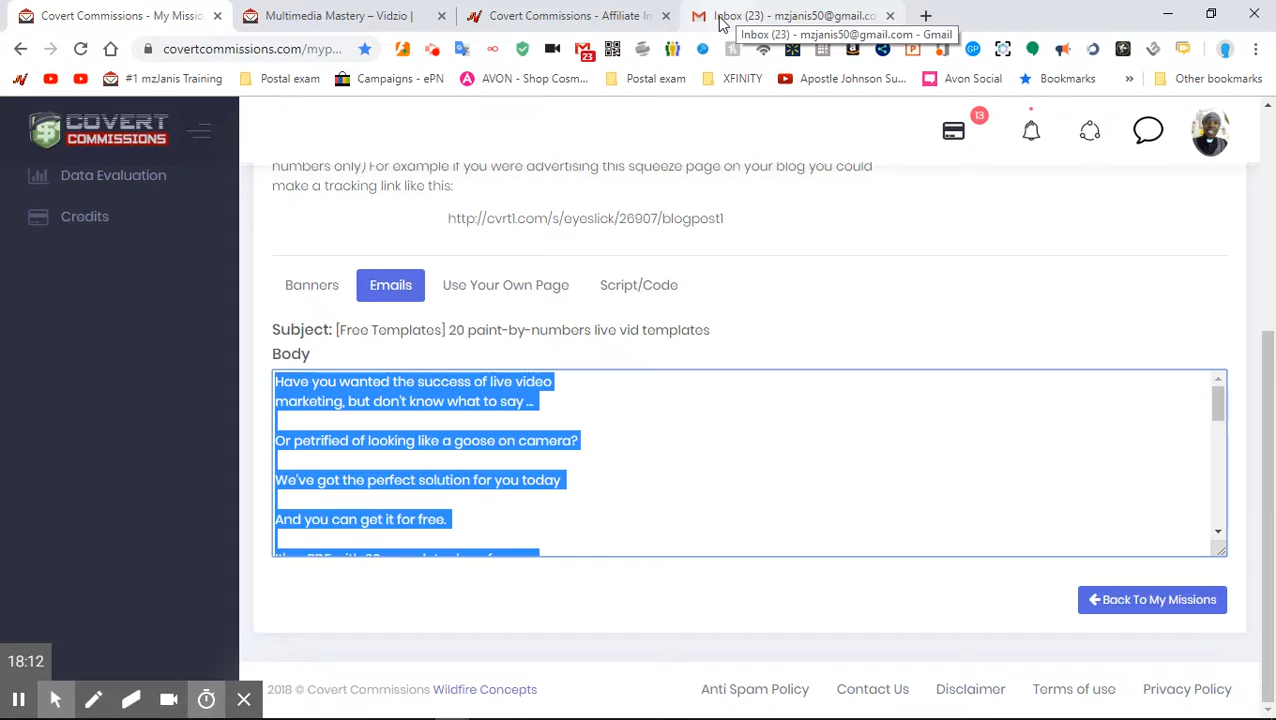 Covert Commissions - My Missio
Multimedia Mastery – Vidzio |
Covert Commissions - Affiliate In
Inbox (23) - mzjanis50@gmail.co
Inbox (23) - mzjanis50@gmail.com - Gmail
covertcommissions.com/myp...
23
#1 mzJanis Training
Postal exam
Campaigns - ePN
AVON - Shop Cosm...
Postal exam
XFINITY
Apostle Johnson Su...
Avon Social
Bookmarks
»
Other bookmarks
COVERT
COMMISSIONS
13
Data Evaluation
Credits
numbers only) For example if you were advertising this squeeze page on your blog you could
make a tracking link like this:
http://cvrt1.com/s/eyeslick/26907/blogpost1
Banners
Emails
Use Your Own Page
Script/Code
Subject: [Free Templates] 20 paint-by-numbers live vid templates
Body
Have you wanted the success of live video
marketing, but don't know what to say ...
Or petrified of looking like a goose on camera?
We've got the perfect solution for you today
And you can get it for free.
Back To My Missions
18:12
2018 © Covert Commissions Wildfire Concepts
Anti Spam Policy
Contact Us
Disclaimer
Terms of use
Privacy Policy